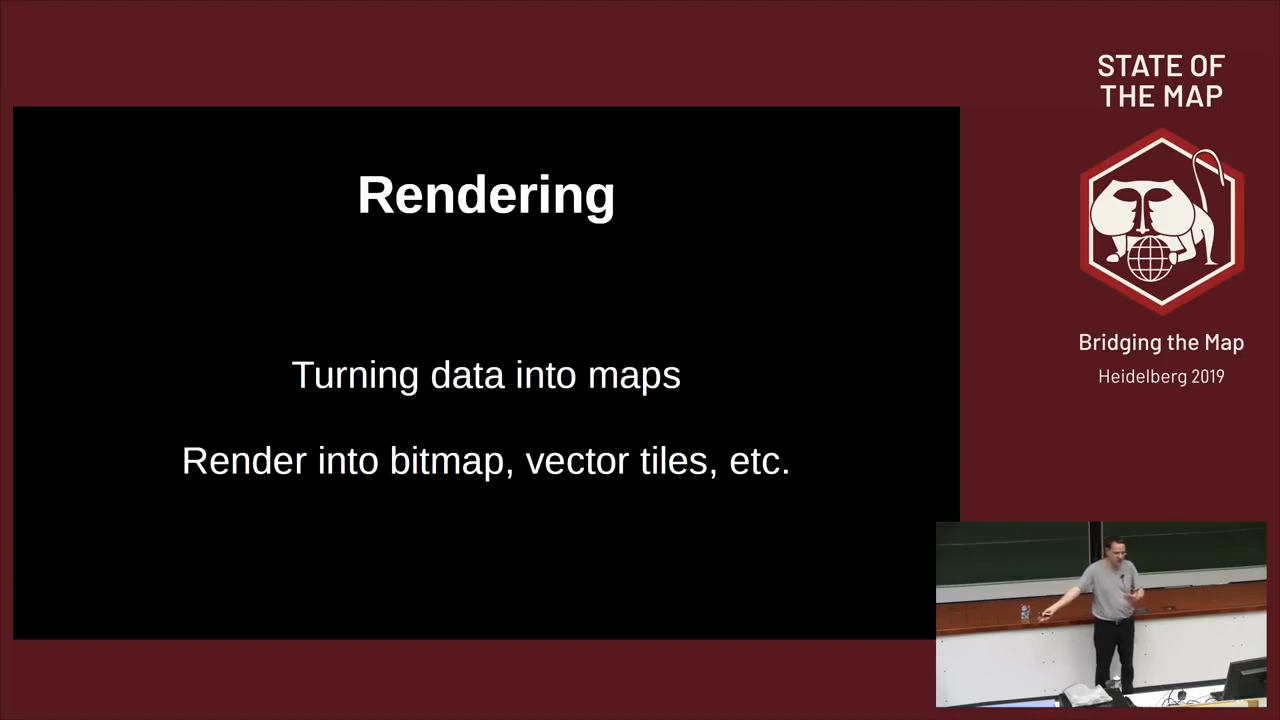 Rendering
Turning data into maps
Render into bitmap, vector tiles, etc.
STATE OF
THE MAP
Bridging the Map
Heidelberg 2019